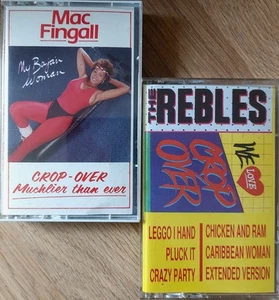 Mac
Fingall
My Bajan
Woman
CROP-OVER
Muchlier than ever
THE REBLES
WE LOVE
CROP
OVER
LEGGO I HAND
PLUCK IT
CRAZY PARTY
CHICKEN AND RAM
CARIBBEAN WOMAN
EXTENDED VERSION